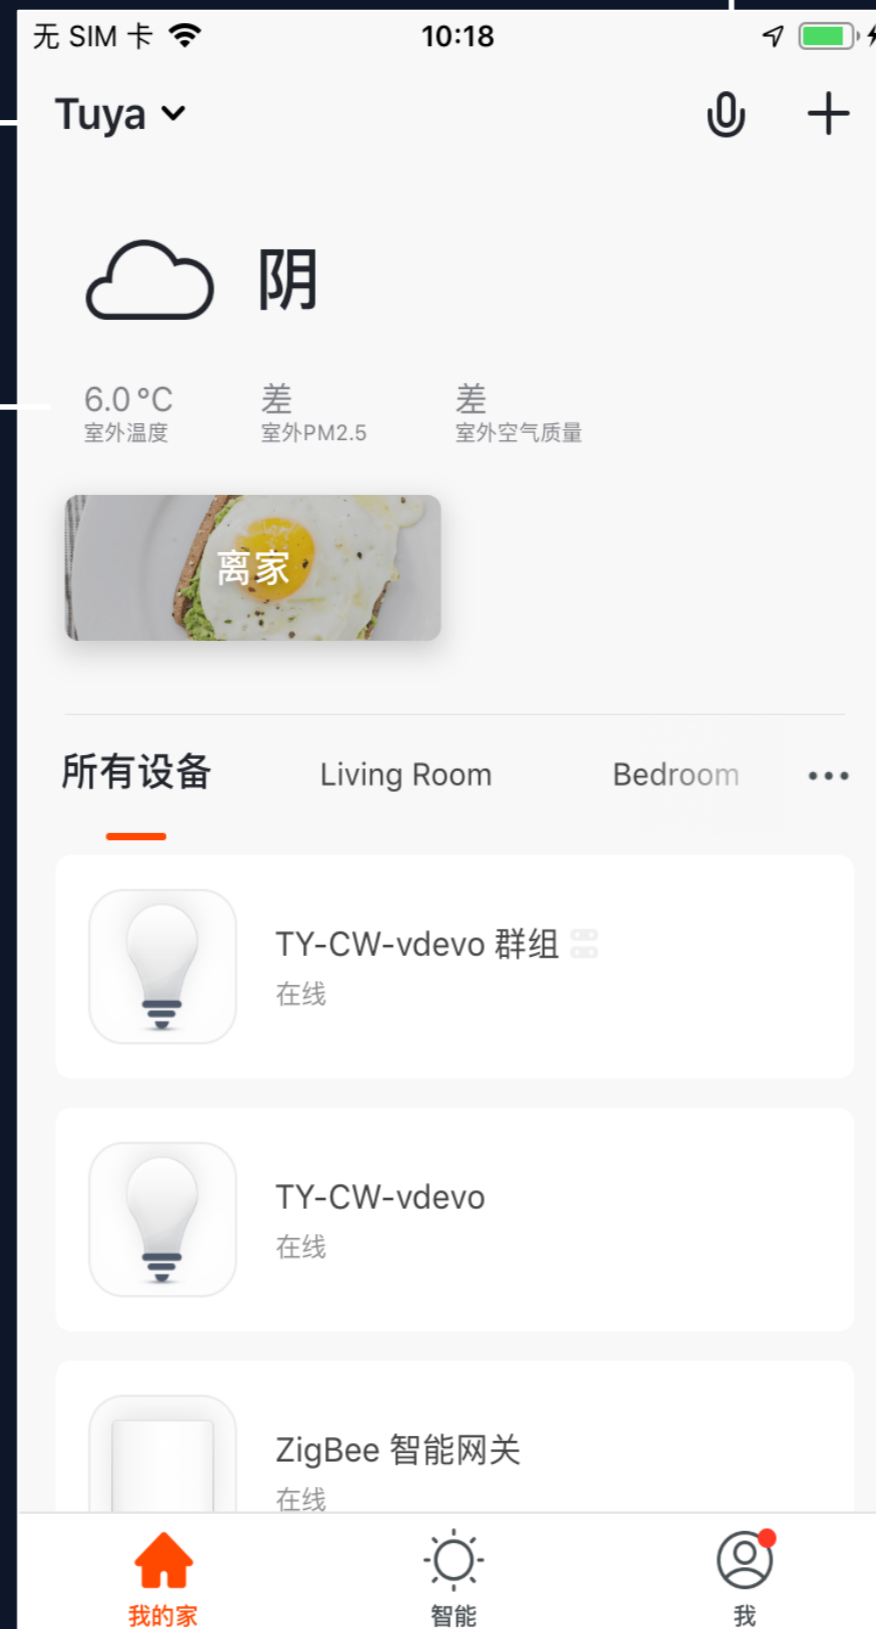 无 SIM 卡 10:18
Tuya
阴
6.0°C 差 差
室外温度 室外PM2.5 室外空气质量
离家
所有设备 Living Room Bedroom
TY-CW-vdevo 群组
在线
TY-CW-vdevo
在线
ZigBee 智能网关
在线
我的家 智能 我